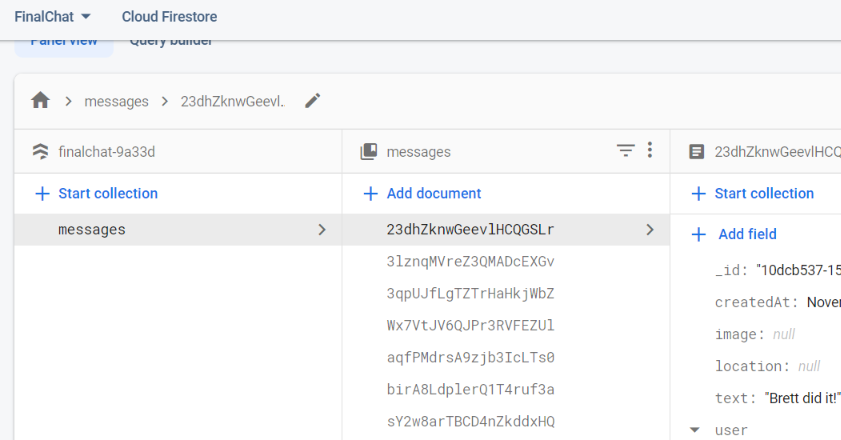 FinalChat Cloud Firestore
Panel view Query builder
messages 23dhZknwGeevl..
finalchat-9a33d
messages
23dhZknwGeevlHCQ
Start collection
Add document
Start collection
messages
23dhZknwGeevlHCQGSLr
Add field
3lznqMVreZ3QMADcEXGv
_id: "10dcb537-15
3qpUJfLgTZTrHaHkjWbZ
createdAt: Nover
Wx7VtJV6QJPr3RVFEZUl
image: null
aqfPMdrsA9zjb3IcLTs0
location: null
birA8LdplerQ1T4ruf3a
text: "Brett did it!"
sY2w8arTBCD4nZkddxHQ
user